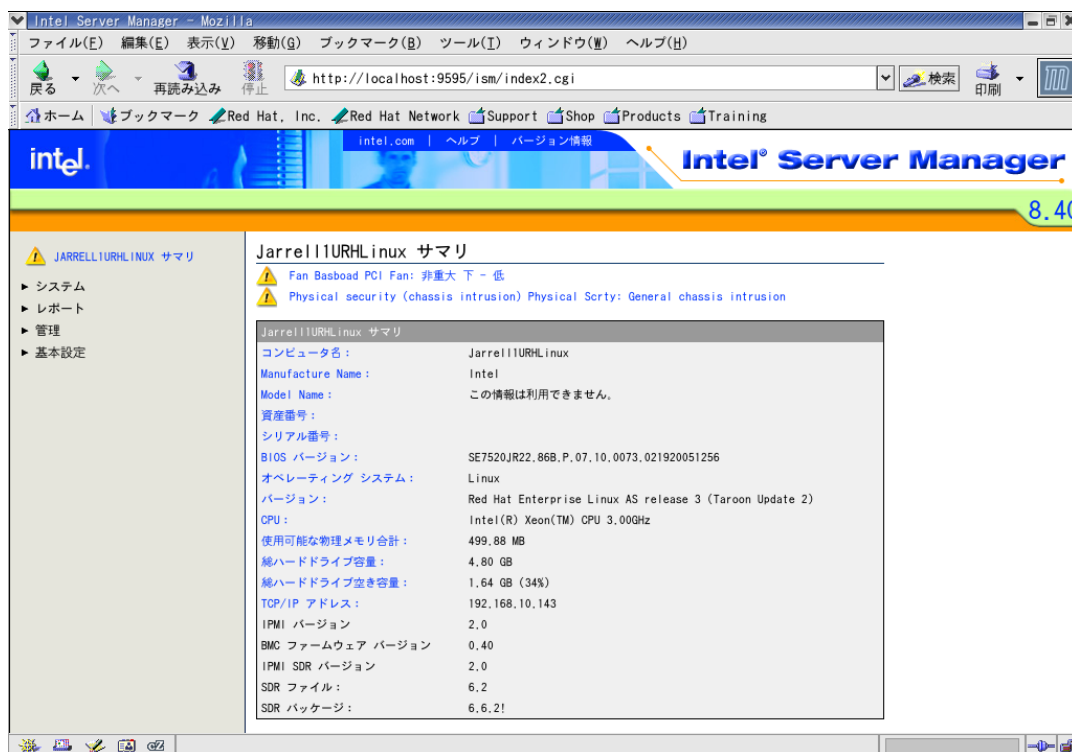 Intel Server Manager - Mozilla
ファイル(F) 編集(E) 表示(V) 移動(G) ブックマーク(B) ツール(T) ウィンドウ(W) ヘルプ(H)
戻る 次へ 再読み込み 停止 http://localhost:9595/ism/index2.cgi 検索 印刷
ホーム ブックマーク Red Hat, Inc. Red Hat Network Support Shop Products Training
intel.com | ヘルプ | バージョン情報
intel. Intel® Server Manager
8.40
JARRELL1URHLINUX サマリ
システム
レポート
管理
基本設定
Jarrell1URHLinux サマリ
Fan Basboad PCI Fan: 非重大 下 - 低
Physical security (chassis intrusion) Physical Scrty: General chassis intrusion
Jarrell1URHLinux サマリ
コンピュータ名: Jarrell1URHLinux
Manufacture Name: Intel
Model Name: この情報は利用できません。
資産番号:
シリアル番号:
BIOS バージョン: SE7520JR22.86B.P.07.10.0073.021920051256
オペレーティング システム: Linux
バージョン: Red Hat Enterprise Linux AS release 3 (Taroon Update 2)
CPU: Intel(R) Xeon(TM) CPU 3.00GHz
使用可能な物理メモリ合計: 499.88 MB
総ハードドライブ容量: 4.80 GB
総ハードドライブ空き容量: 1.64 GB (34%)
TCP/IP アドレス: 192.168.10.143
IPMI バージョン 2.0
BMC ファームウェア バージョン 0.40
IPMI SDR バージョン 2.0
SDR ファイル: 6.2
SDR パッケージ: 6.6.2!